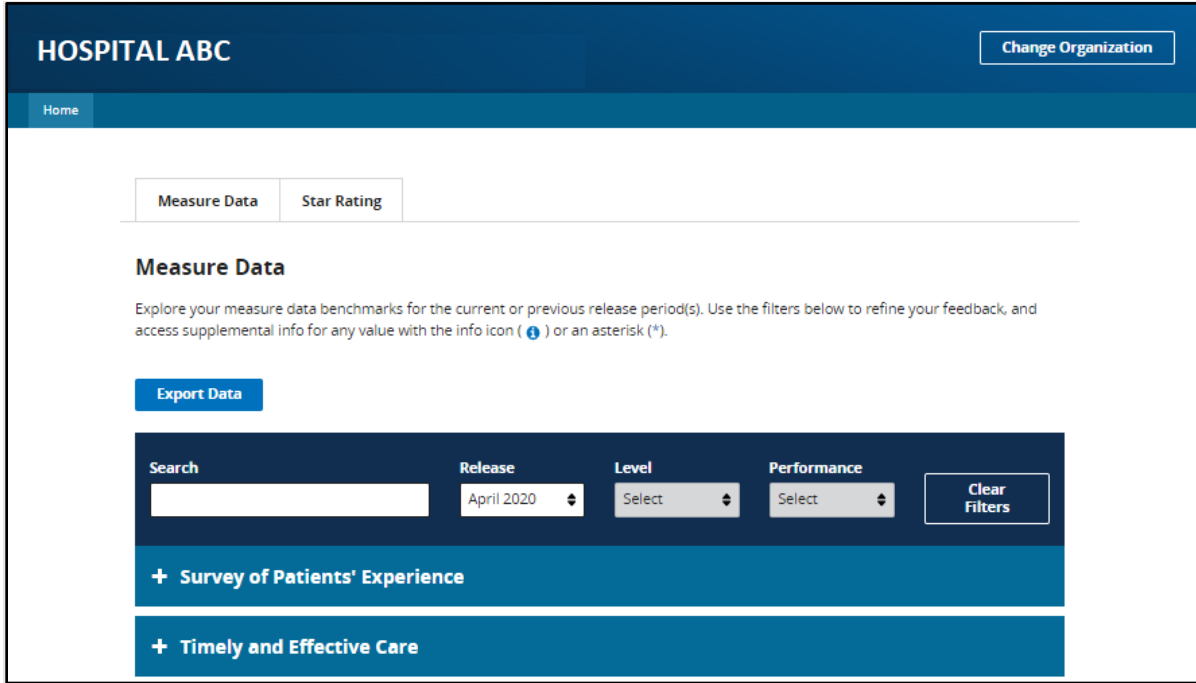 HOSPITAL ABC
Change Organization
Home
Measure Data
Star Rating
Measure Data
Explore your measure data benchmarks for the current or previous release period(s). Use the filters below to refine your feedback, and
access supplemental info for any value with the info icon ( i ) or an asterisk (*).
Export Data
Search
Release
Level
Performance
April 2020
Select
Select
Clear
Filters
+ Survey of Patients' Experience
+ Timely and Effective Care